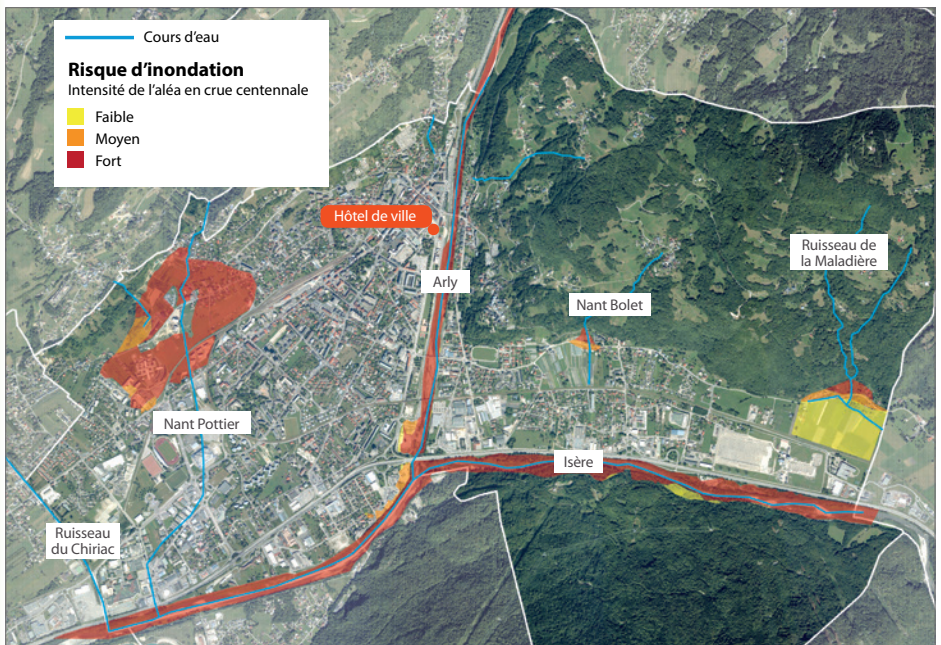 Cours d'eau
Risque d'inondation
Intensité de l'aléa en crue centennale
Faible
Moyen
Fort
Hôtel de ville
Ruisseau de
la Maladière
Arly
Nant Bolet
Nant Pottier
Isère
Ruisseau
du Chiriac